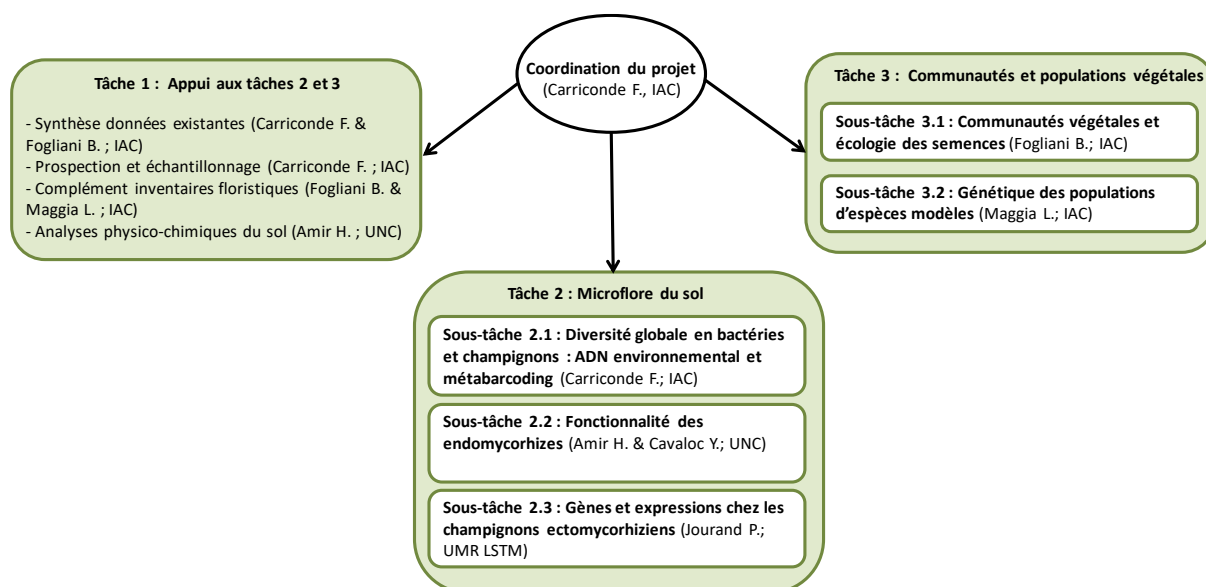 Coordination du projet
(Carriconde F., IAC)
Tâche 1 : Appui aux tâches 2 et 3
- Synthèse données existantes (Carriconde F. &
Fogliani B. ; IAC)
- Prospection et échantillonnage (Carriconde F. ; IAC)
- Complément inventaires floristiques (Fogliani B. &
Maggia L. ; IAC)
- Analyses physico-chimiques du sol (Amir H. ; UNC)
Tâche 2 : Microflore du sol
Sous-tâche 2.1 : Diversité globale en bactéries
et champignons : ADN environnemental et
métabarcoding (Carriconde F.; IAC)
Sous-tâche 2.2 : Fonctionnalité des
endomycorhizes (Amir H. & Cavaloc Y.; UNC)
Sous-tâche 2.3 : Gènes et expressions chez les
champignons ectomycorhiziens (Jourand P.;
UMR LSTM)
Tâche 3 : Communautés et populations végétales
Sous-tâche 3.1 : Communautés végétales et
écologie des semences (Fogliani B.; IAC)
Sous-tâche 3.2 : Génétique des populations
d'espèces modèles (Maggia L.; IAC)